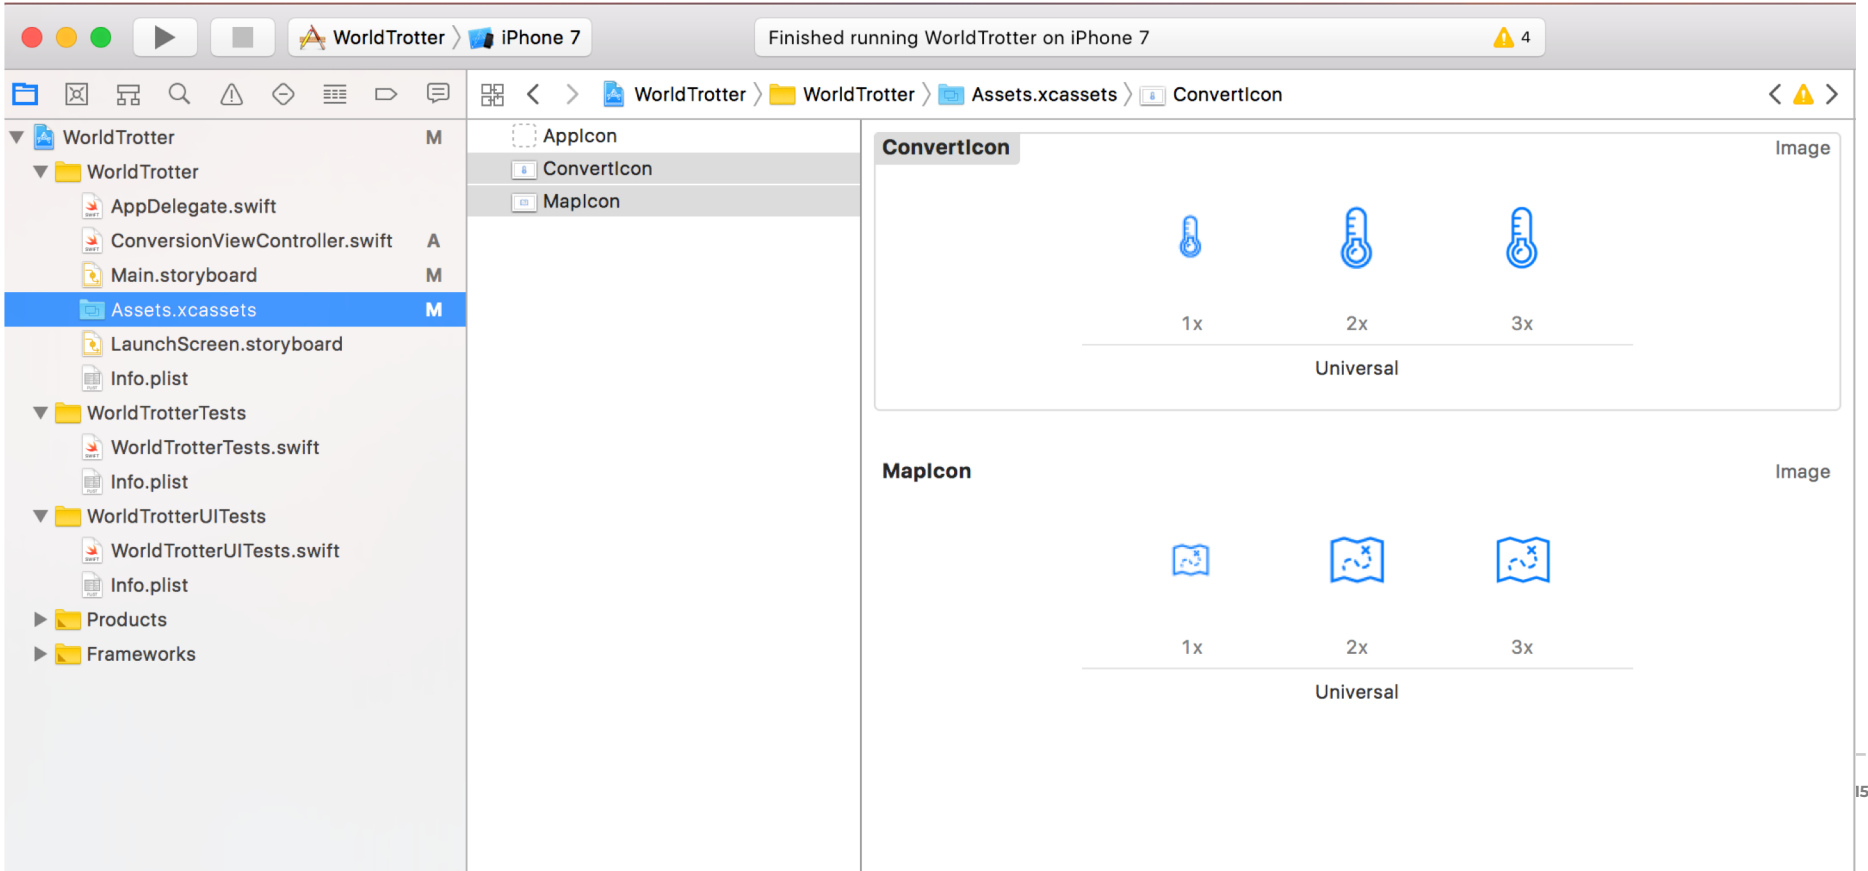 WorldTrotter iPhone 7
Finished running WorldTrotter on iPhone 7
4
WorldTrotter WorldTrotter Assets.xcassets ConvertIcon
WorldTrotter M
WorldTrotter
AppDelegate.swift
ConversionViewController.swift A
Main.storyboard M
Assets.xcassets M
LaunchScreen.storyboard
Info.plist
WorldTrotterTests
WorldTrotterTests.swift
Info.plist
WorldTrotterUITests
WorldTrotterUITests.swift
Info.plist
Products
Frameworks
AppIcon
ConvertIcon
MapIcon
ConvertIcon Image
1x 2x 3x
Universal
MapIcon Image
1x 2x 3x
Universal
15